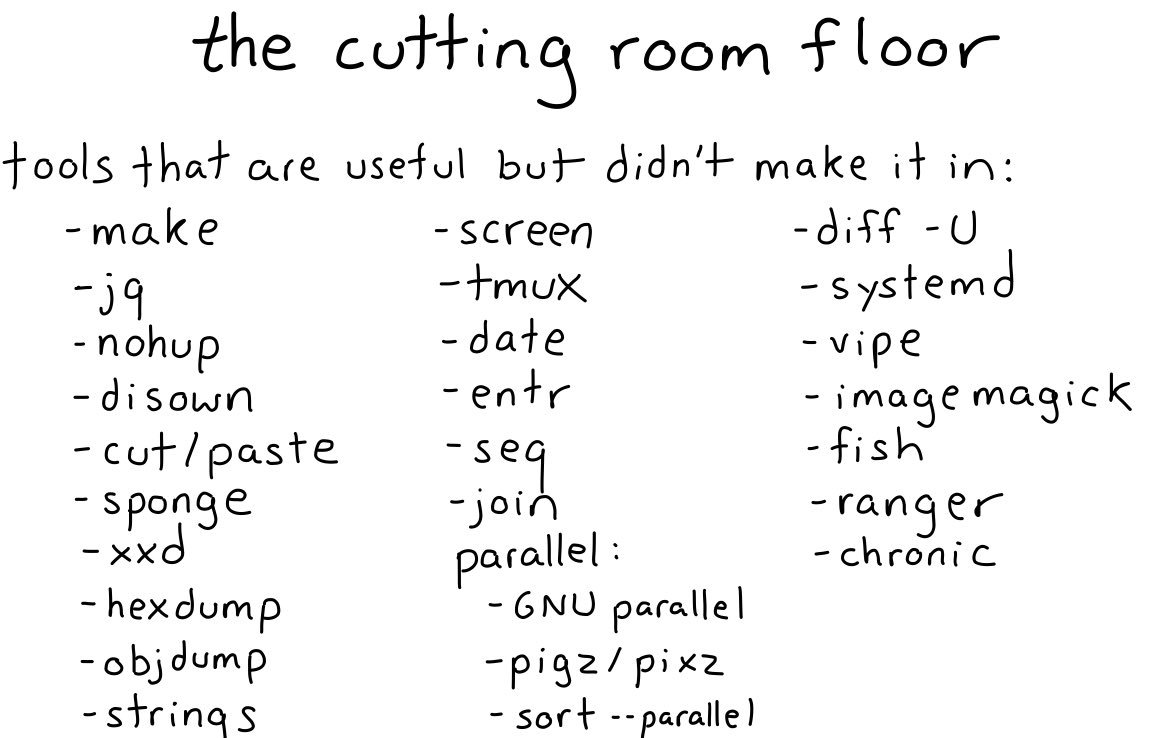 the cutting room floor
tools that are useful but didn't make it in:
-make
-jq
-nohup
-disown
-cut/paste
-sponge
-xxd
-hexdump
-objdump
-strings
-screen
-tmux
-date
-entr
-seq
-join
parallel:
-GNU parallel
-pigz/pixz
-sort --parallel
-diff -U
-systemd
-vipe
-imagemagick
-fish
-ranger
-chronic